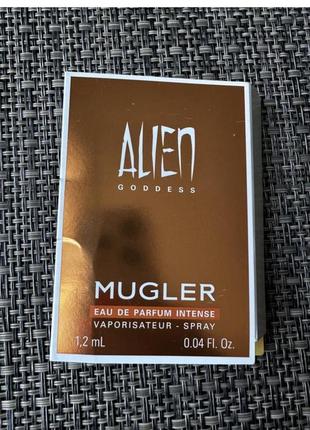 ALIEN
GODDESS
MUGLER
EAU DE PARFUM INTENSE
VAPORISATEUR - SPRAY
1,2 mL 0.04 Fl. Oz.